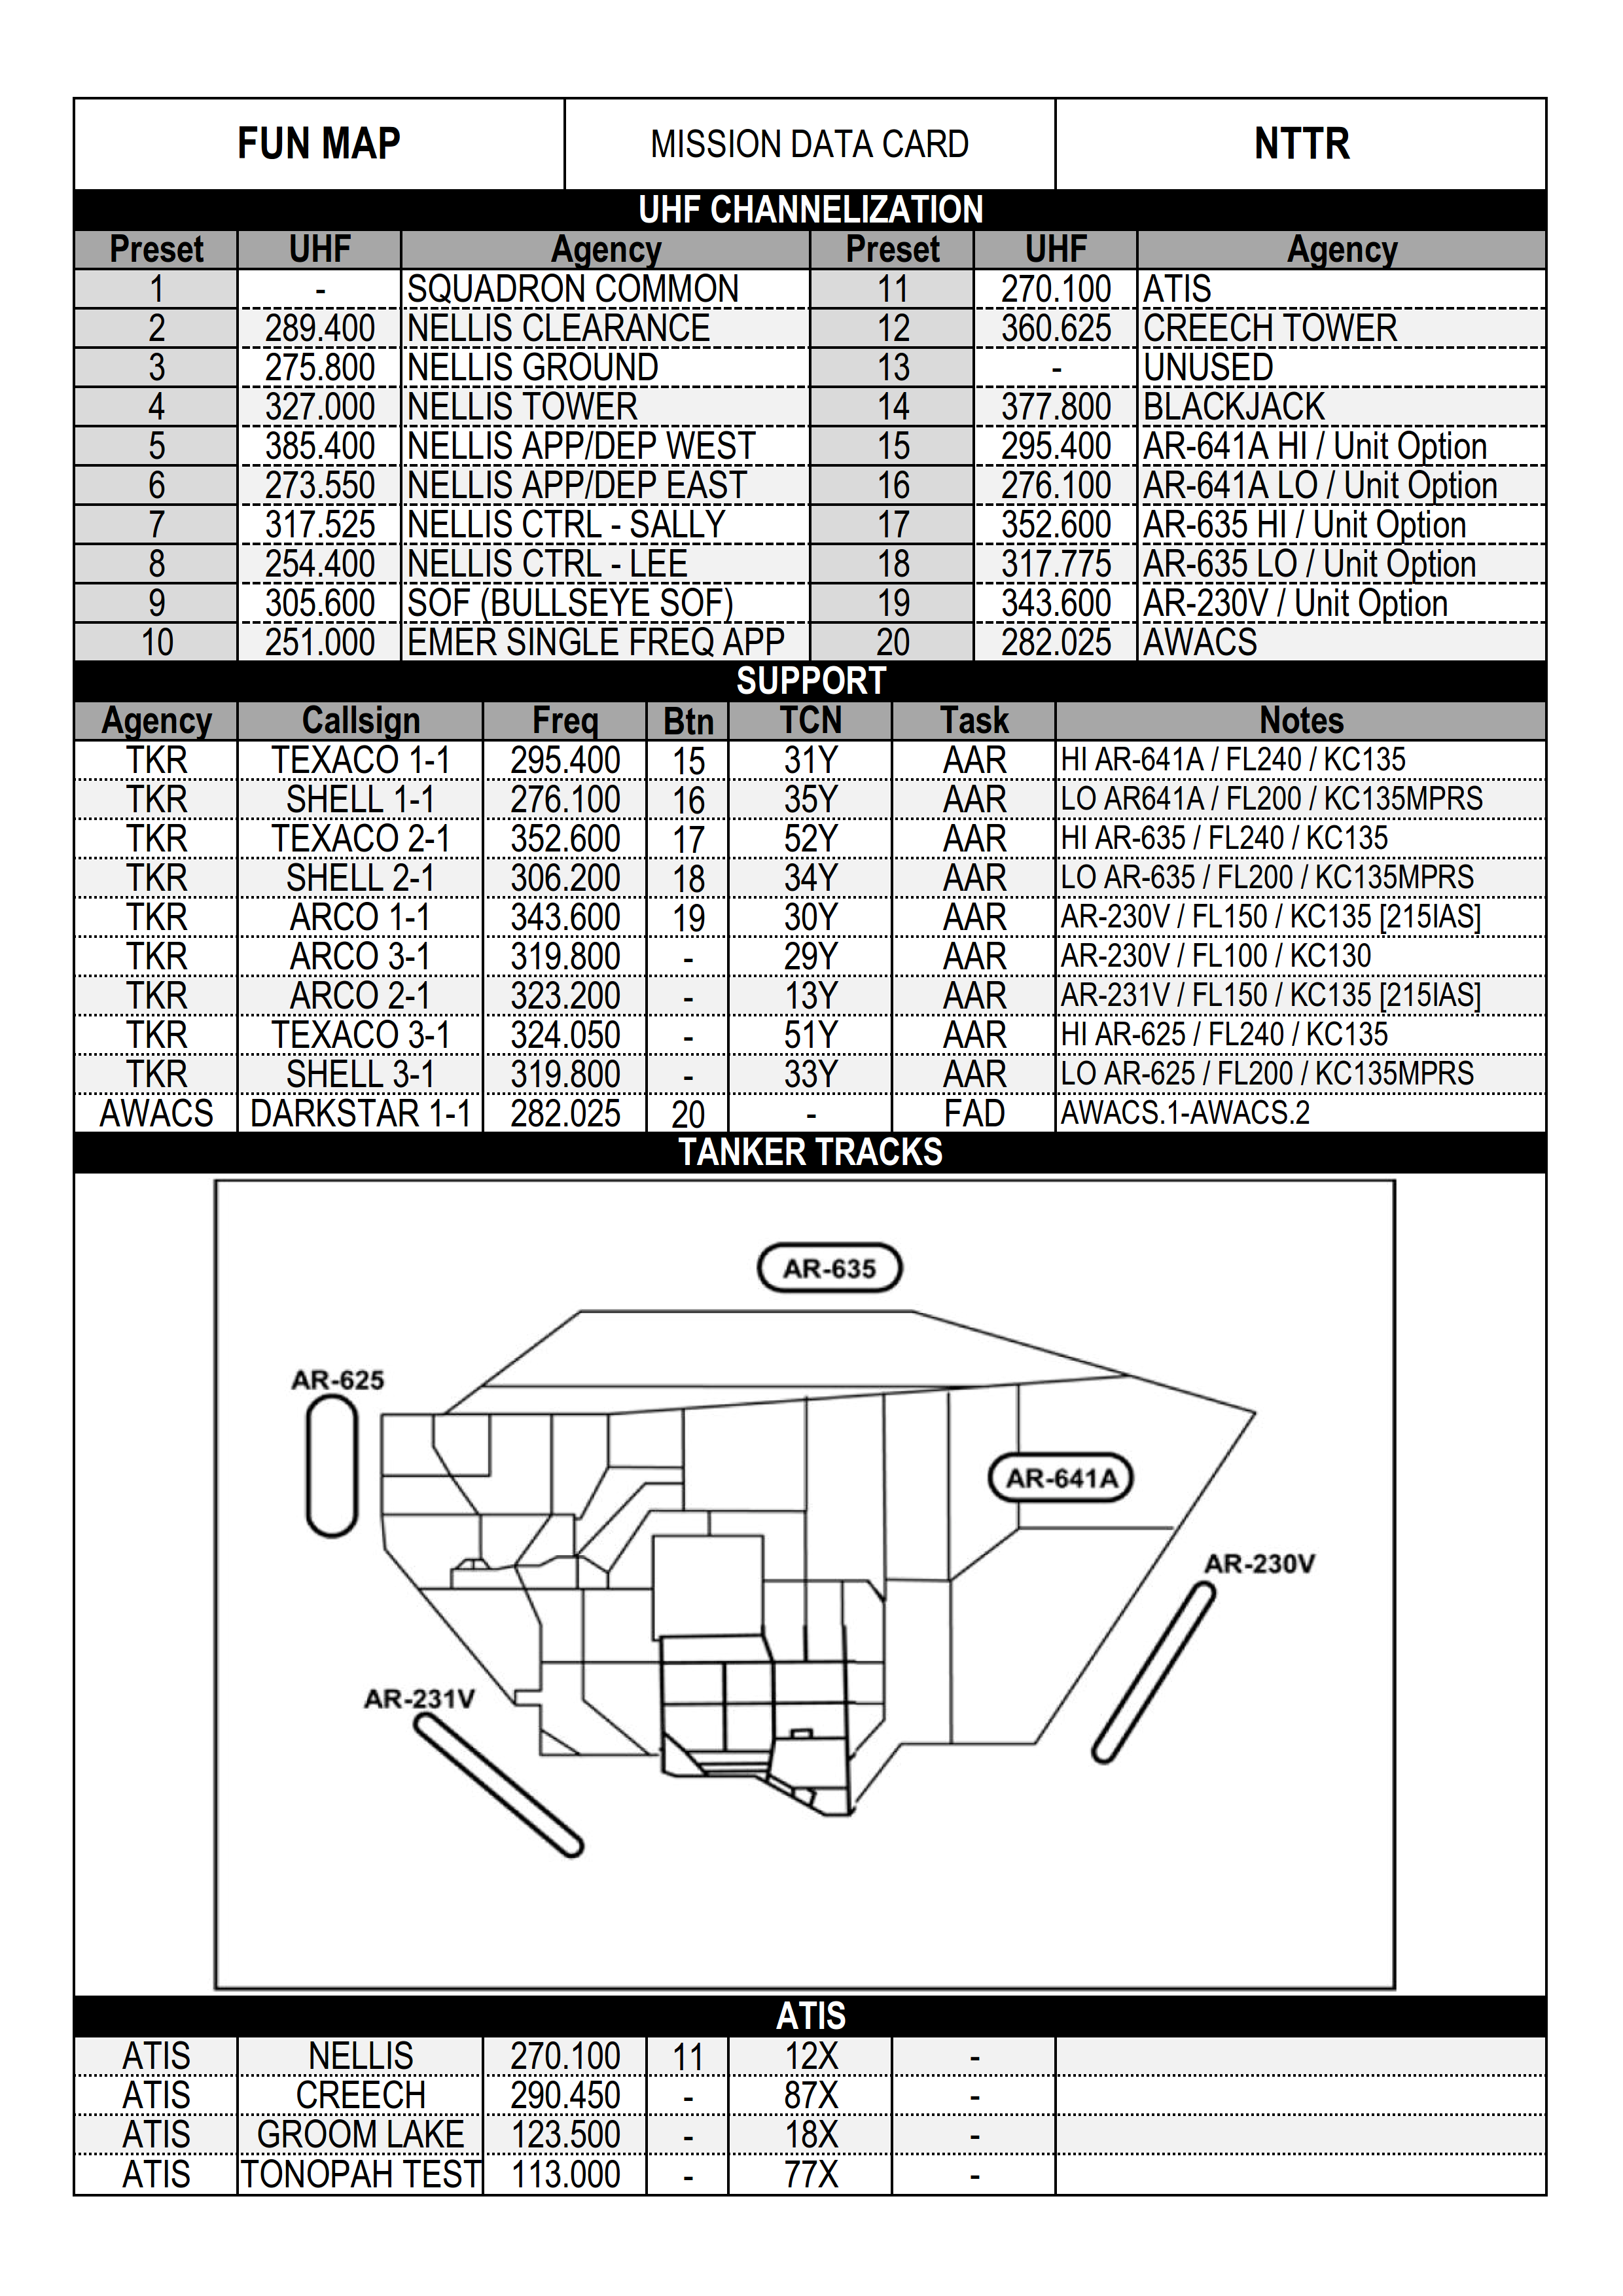 FUN MAP MISSION DATA CARD NTTR
UHF CHANNELIZATION
Preset UHF Agency Preset UHF Agency
1 - SQUADRON COMMON 11 270.100 ATIS
2 289.400 NELLIS CLEARANCE 12 360.625 CREECH TOWER
3 275.800 NELLIS GROUND 13 - UNUSED
4 327.000 NELLIS TOWER 14 377.800 BLACKJACK
5 385.400 NELLIS APP/DEP WEST 15 295.400 AR-641A HI / Unit Option
6 273.550 NELLIS APP/DEP EAST 16 276.100 AR-641A LO / Unit Option
7 317.525 NELLIS CTRL - SALLY 17 352.600 AR-635 HI / Unit Option
8 254.400 NELLIS CTRL - LEE 18 317.775 AR-635 LO / Unit Option
9 305.600 SOF (BULLSEYE SOF) 19 343.600 AR-230V / Unit Option
10 251.000 EMER SINGLE FREQ APP 20 282.025 AWACS
SUPPORT
Agency Callsign Freq Btn TCN Task Notes
TKR TEXACO 1-1 295.400 15 31Y AAR HI AR-641A / FL240 / KC135
TKR SHELL 1-1 276.100 16 35Y AAR LO AR641A / FL200 / KC135MPRS
TKR TEXACO 2-1 352.600 17 52Y AAR HI AR-635 / FL240 / KC135
TKR SHELL 2-1 306.200 18 34Y AAR LO AR-635 / FL200 / KC135MPRS
TKR ARCO 1-1 343.600 19 30Y AAR AR-230V / FL150 / KC135 [215IAS]
TKR ARCO 3-1 319.800 - 29Y AAR AR-230V / FL100 / KC130
TKR ARCO 2-1 323.200 - 13Y AAR AR-231V / FL150 / KC135 [215IAS]
TKR TEXACO 3-1 324.050 - 51Y AAR HI AR-625 / FL240 / KC135
TKR SHELL 3-1 319.800 - 33Y AAR LO AR-625 / FL200 / KC135MPRS
AWACS DARKSTAR 1-1 282.025 20 - FAD AWACS.1-AWACS.2
TANKER TRACKS
AR-635
AR-625
AR-641A
AR-230V
AR-231V
ATIS
ATIS NELLIS 270.100 11 12X -
ATIS CREECH 290.450 - 87X -
ATIS GROOM LAKE 123.500 - 18X -
ATIS TONOPAH TEST 113.000 - 77X -